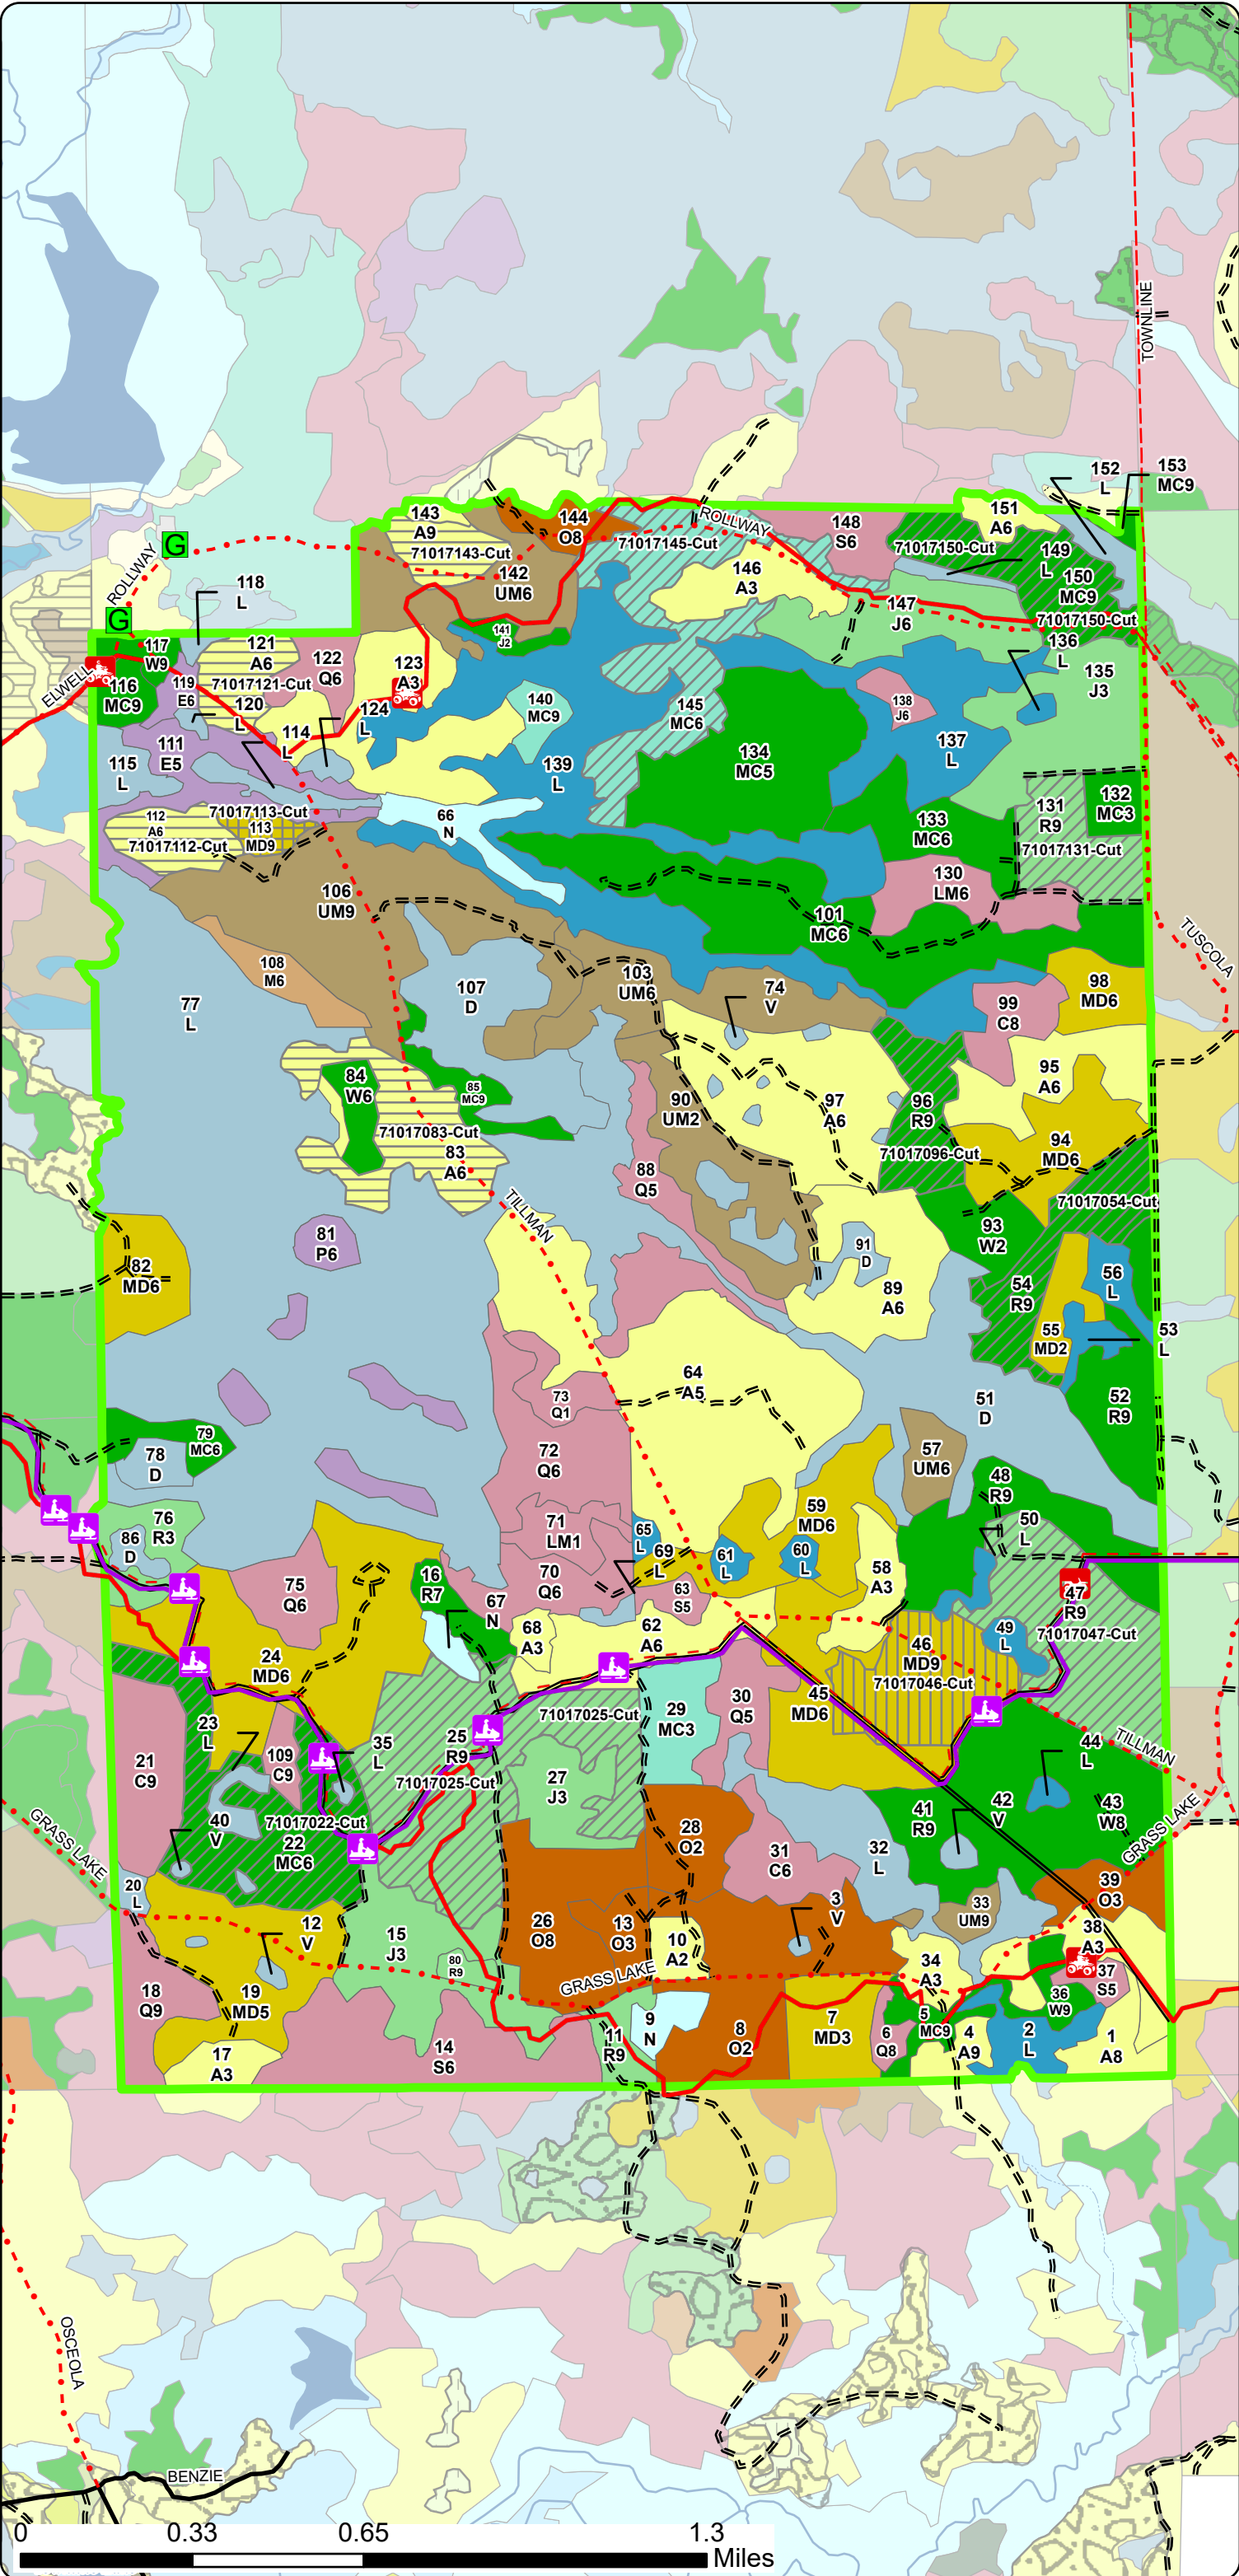 TOWNLINE
152
L
153
MC9
143
A9
144
O8
ROLLWAY
148
S6
151
A6
71017143-Cut
71017145-Cut
71017150-Cut
149
L
G
ROLLWAY
142
UM6
146
A3
150
MC9
118
L
147
J6
71017150-Cut
G
141
J2
136
L
117
W9
121
A6
122
Q6
123
A3
135
J3
ELWELL
116
MC9
119
E6
71017121-Cut
120
L
124
L
140
MC9
145
MC6
138
J6
114
L
111
E5
115
L
139
L
134
MC5
137
L
71017113-Cut
112
A6
113
MD9
71017112-Cut
66
N
133
MC6
131
R9
132
MC3
71017131-Cut
106
UM9
130
LM6
101
MC6
TUSCOLA
108
M6
77
L
107
D
103
UM6
74
V
99
C8
98
MD6
84
W6
85
MC9
90
UM2
97
A6
96
R9
95
A6
71017083-Cut
83
A6
88
Q5
71017096-Cut
94
MD6
71017054-Cut
TILLMAN
81
P6
82
MD6
91
D
93
W2
89
A6
54
R9
56
L
55
MD2
53
L
64
A5
73
Q1
51
D
52
R9
79
MC6
78
D
72
Q6
57
UM6
48
R9
76
R3
86
D
71
LM1
65
L
59
MD6
50
L
69
L
61
L
60
L
58
A3
16
R7
75
Q6
70
Q6
63
S5
67
N
68
A3
62
A6
47
R9
49
L
71017047-Cut
24
MD6
46
MD9
71017046-Cut
23
L
25
R9
71017025-Cut
29
MC3
30
Q5
45
MD6
21
C9
109
C9
35
L
71017025-Cut
27
J3
44
L
TILLMAN
GRASS LAKE
40
V
71017022-Cut
22
MC6
28
O2
31
C6
32
L
41
R9
42
V
43
W8
GRASS LAKE
20
L
12
V
15
J3
26
O8
13
O3
10
A2
3
V
33
UM9
39
O3
38
A3
80
R9
GRASS LAKE
34
A3
37
S5
18
Q9
19
MD5
36
W9
17
A3
14
S6
11
R9
9
N
8
O2
7
MD3
6
Q8
5
MC9
4
A9
2
L
1
A8
OSCEOLA
BENZIE
0 0.33 0.65 1.3
Miles